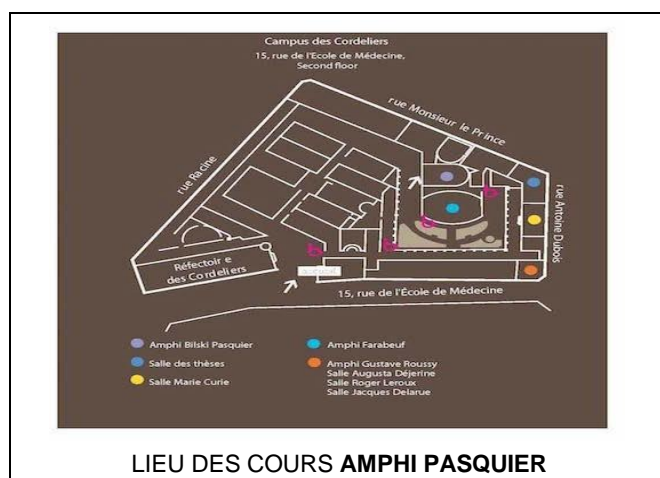 Campus des Cordeliers
15, rue de l'Ecole de Médecine,
Second floor
rue Monsieur le Prince
rue Racine
rue Antoine Dubois
Réfectoire
des Cordeliers
15, rue de l'École de Médecine
Amphi Bilski Pasquier
Salle des thèses
Salle Marie Curie
Amphi Farabeuf
Amphi Gustave Roussy
Salle Augusta Déjerine
Salle Roger Leroux
Salle Jacques Delarue
LIEU DES COURS AMPHI PASQUIER